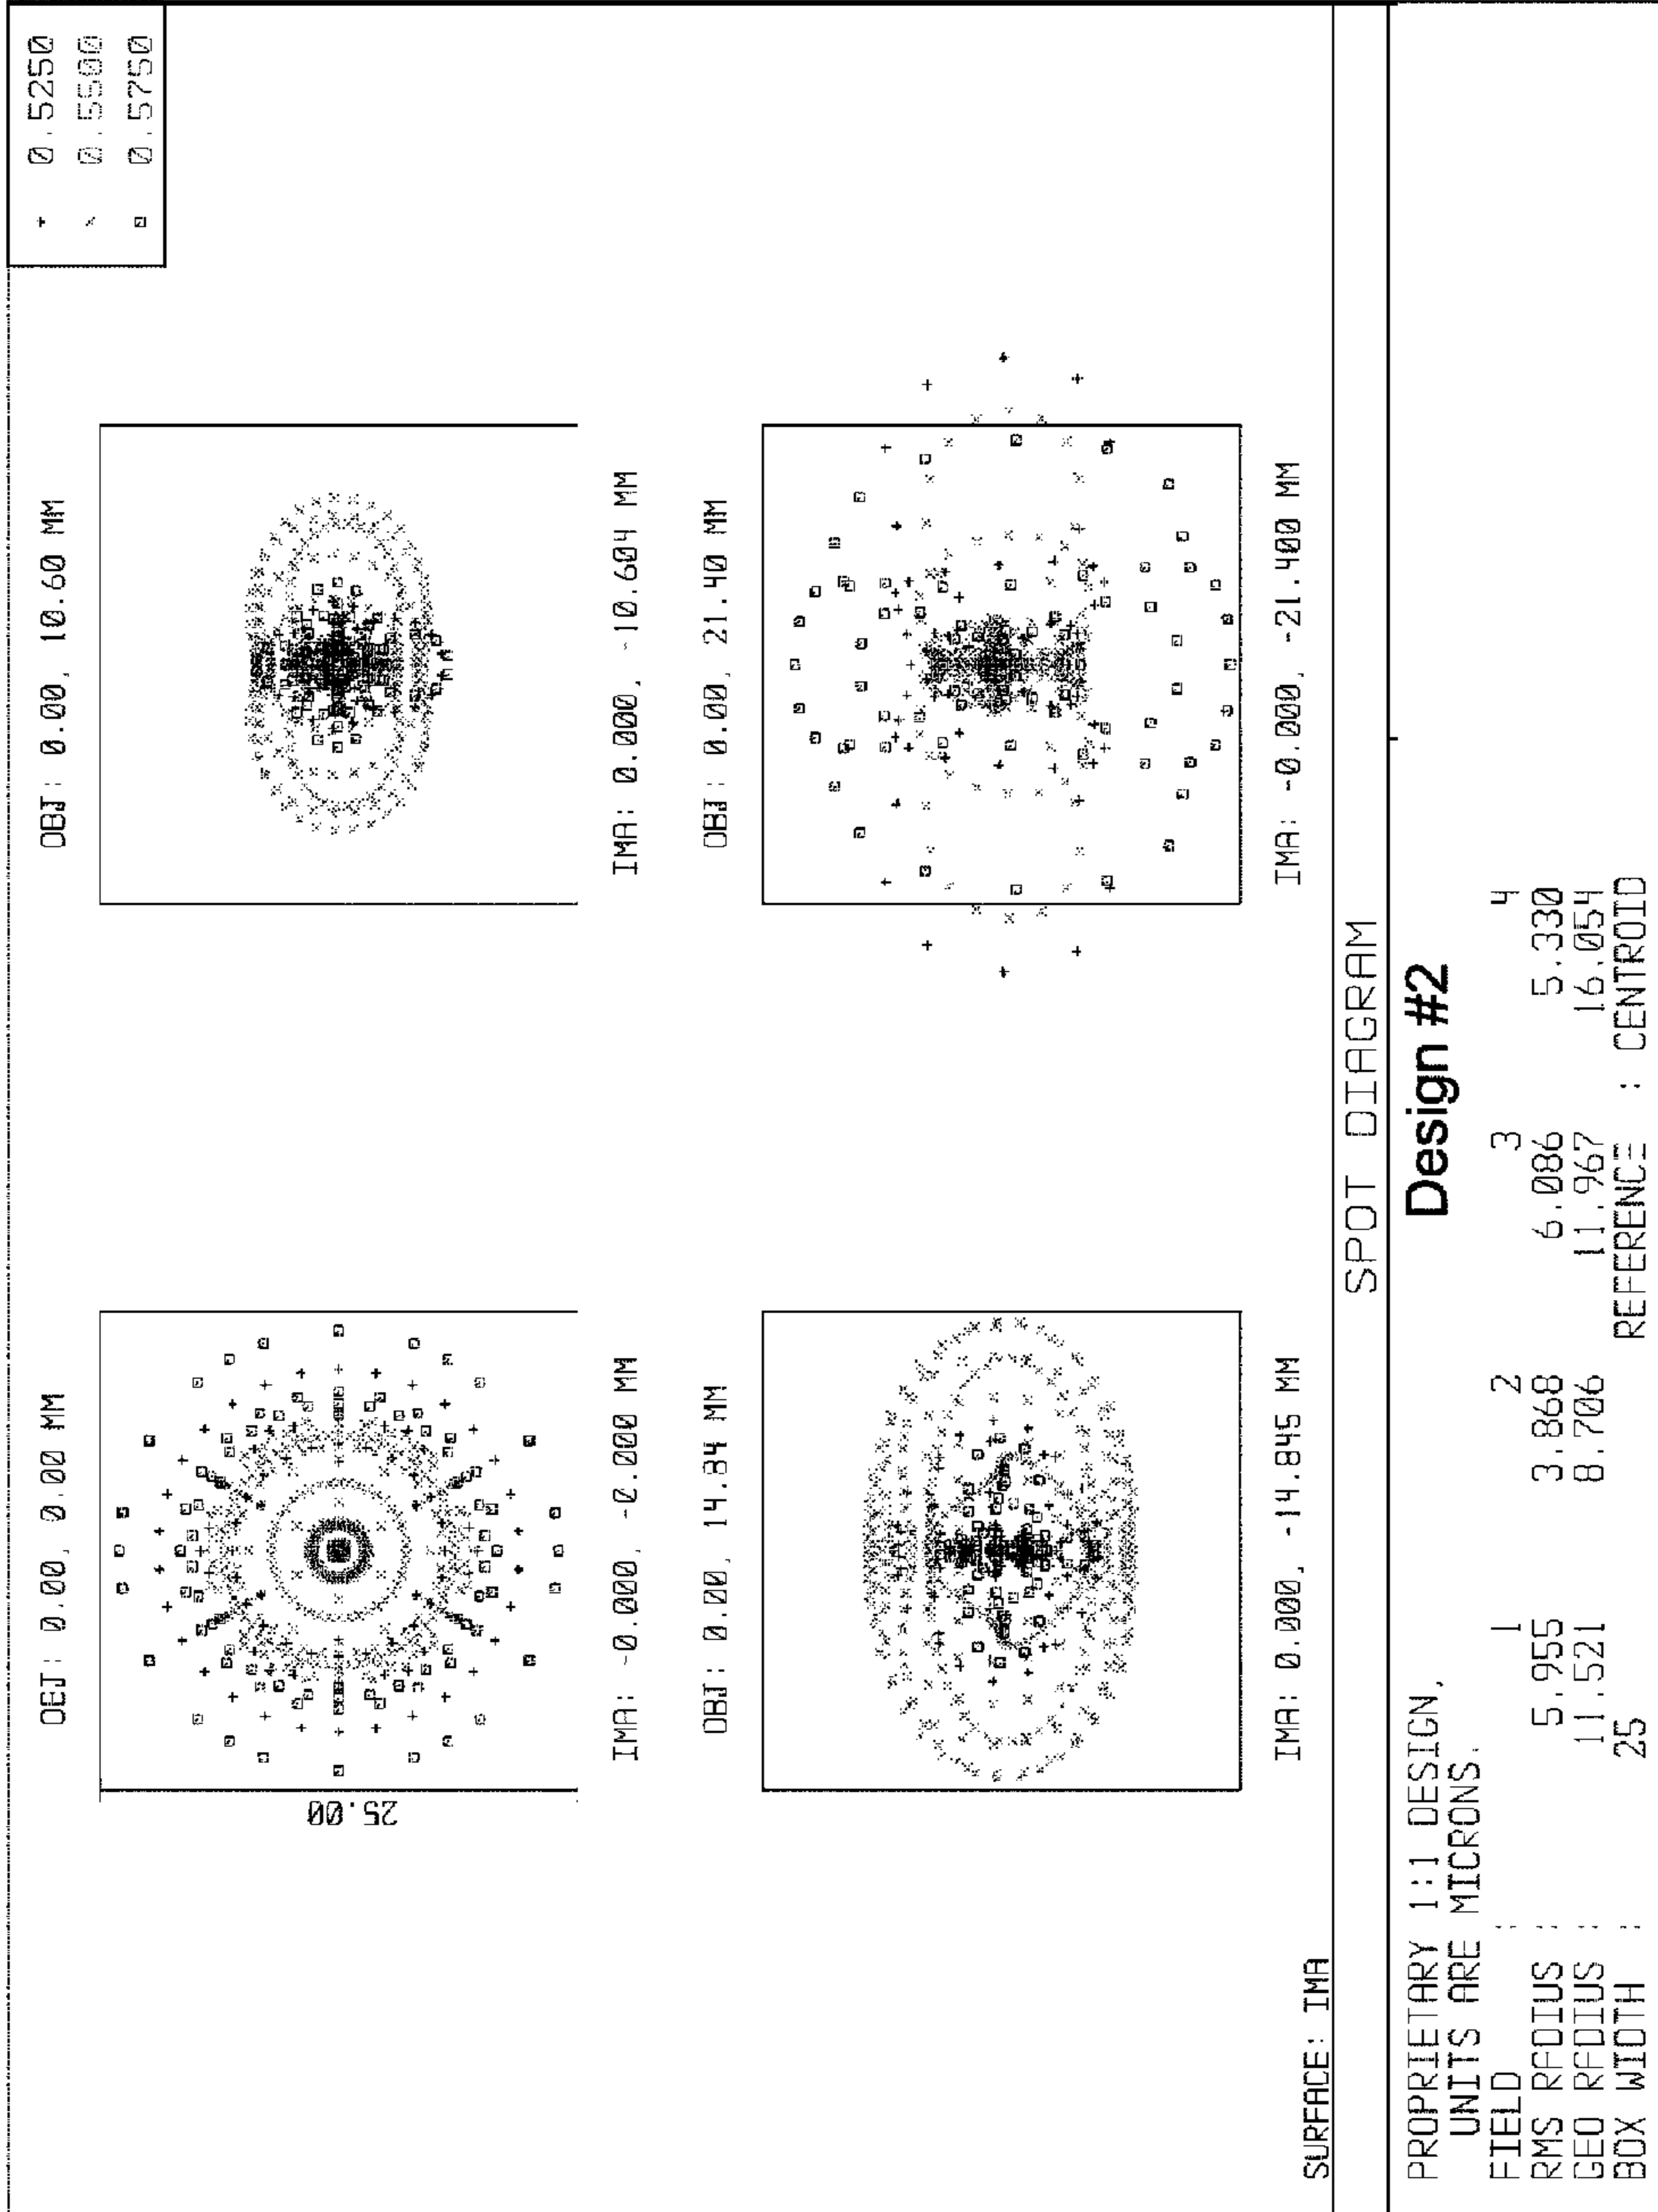 + 0.5250
× 0.5500
0.5750
OBJ: 0.00, 0.00 MM
OBJ: 0.00, 10.60 MM
25.00
IMA: -0.000, -0.000 MM
IMA: 0.000, -10.604 MM
OBJ: 0.00, 14.84 MM
OBJ: 0.00, 21.40 MM
IMA: 0.000, -14.845 MM
IMA: -0.000, -21.400 MM
SURFACE: IMA
SPOT DIAGRAM
PROPRIETARY 1:1 DESIGN,
Design #2
UNITS ARE MICRONS.
FIELD : 1 2 3 4
RMS RADIUS : 5.955 3.868 6.086 5.330
GEO RADIUS : 11.521 8.706 11.967 16.054
BOX WIDTH : 25 REFERENCE : CENTROID